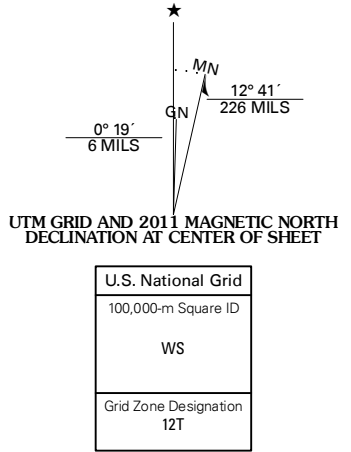 ★
MN
GN
12° 41´
226 MILS
0° 19´
6 MILS
UTM GRID AND 2011 MAGNETIC NORTH
DECLINATION AT CENTER OF SHEET
U.S. National Grid
100,000-m Square ID
WS
Grid Zone Designation
12T